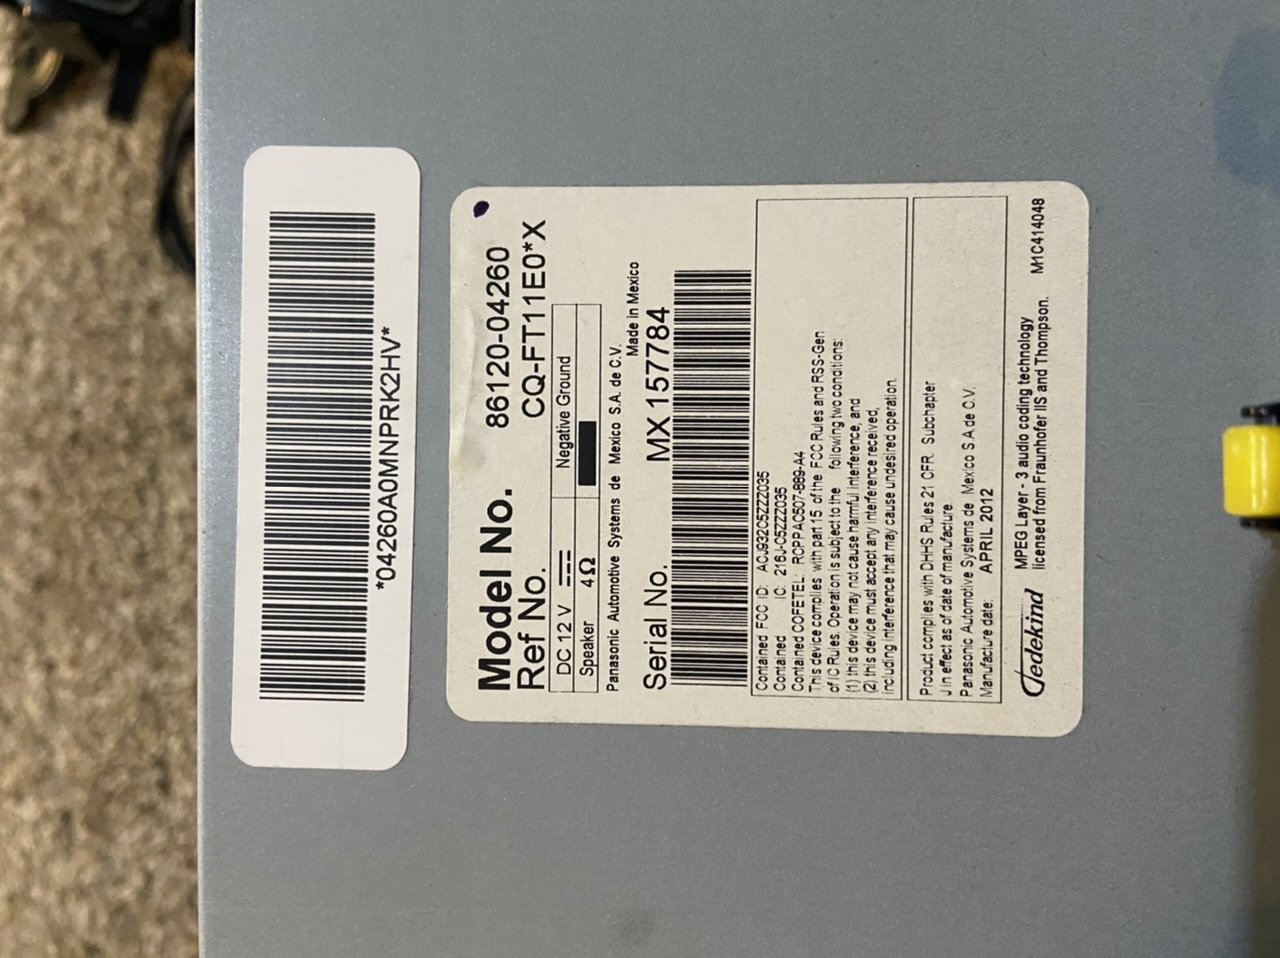 *04260A0MNPRK2HV*
Model No. 86120-04260
Ref No. CQ-FT11E0*X
DC 12 V Negative Ground
Speaker 4Ω
Panasonic Automotive Systems de Mexico S.A. de C.V.
Made in Mexico
Serial No. MX 157784
Contained FCC ID: ACJ932C5ZZZ035
Contained IC: 216J-C5ZZZ035
Contained COFETEL: RCPPAC507-889-A4
This device complies with part 15 of the FCC Rules and RSS-Gen
of IC Rules. Operation is subject to the following two conditions:
(1) this device may not cause harmful interference, and
(2) this device must accept any interference received,
including interference that may cause undesired operation.
Product complies with DHHS Rules 21 CFR. Subchapter
J in effect as of date of manufacture.
Panasonic Automotive Systems de Mexico S.A de C.V.
Manufacture date: APRIL 2012
Dedekind
MPEG Layer - 3 audio coding technology
licensed from Fraunhofer IIS and Thompson. M1C414048